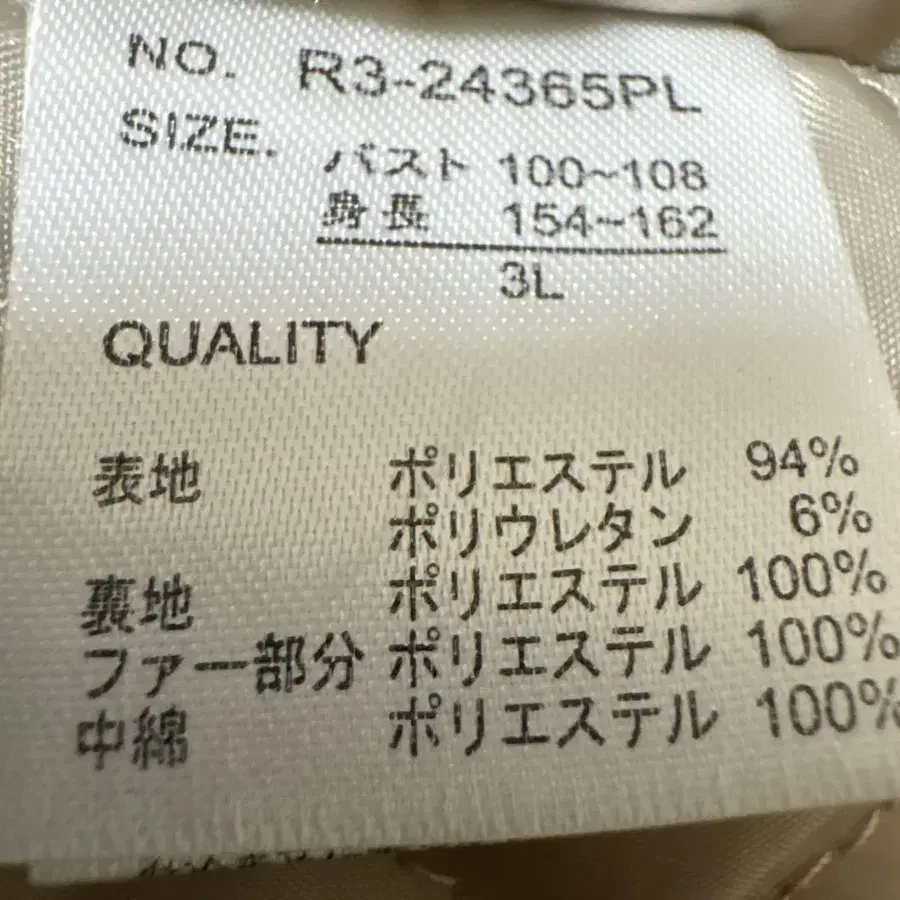 NO. R3-24365PL
SIZE.
バスト 100~108
身長 154~162
3L
QUALITY
表地 ポリエステル 94%
ポリウレタン 6%
裏地 ポリエステル 100%
ファー部分 ポリエステル 100%
中綿 ポリエステル 100%